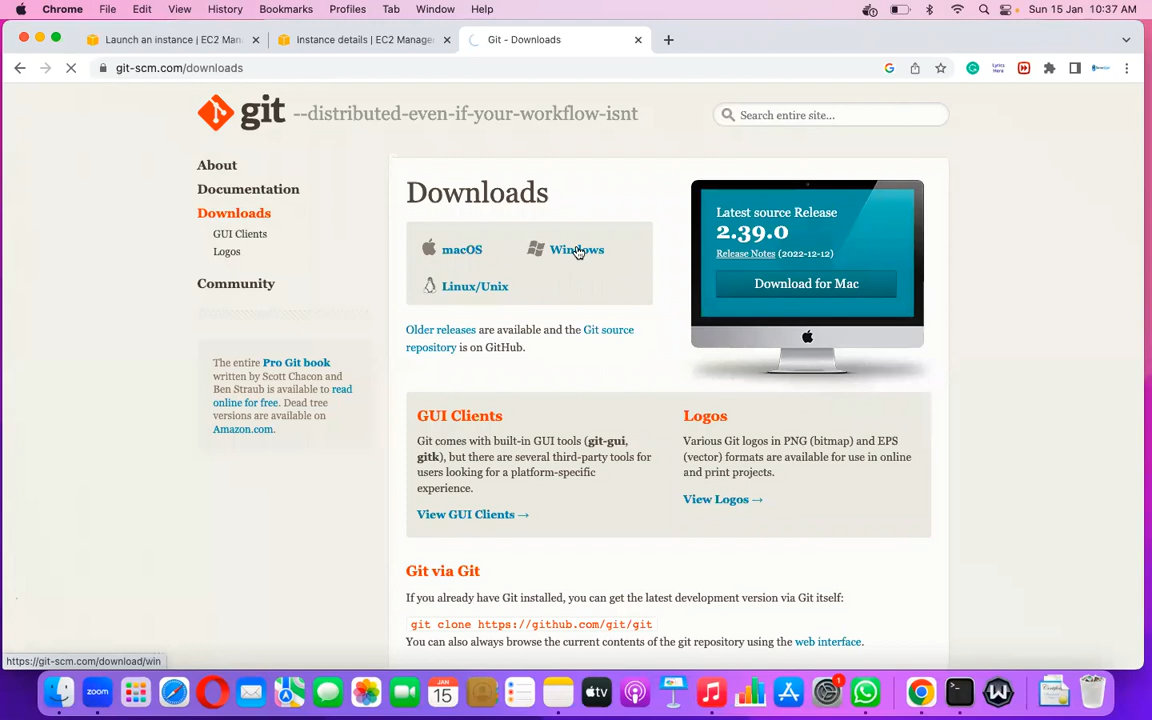 Chrome File Edit View History Bookmarks Profiles Tab Window Help Sun 15 Jan 10:37 AM
Launch an instance | EC2 Man Instance details | EC2 Manage Git - Downloads
git-scm.com/downloads
git --distributed-even-if-your-workflow-isnt
Search entire site...
About
Documentation
Downloads
GUI Clients
Logos
Community
The entire Pro Git book
written by Scott Chacon and
Ben Straub is available to read
online for free. Dead tree
versions are available on
Amazon.com.
Downloads
macOS Windows
Linux/Unix
Older releases are available and the Git source
repository is on GitHub.
Latest source Release
2.39.0
Release Notes (2022-12-12)
Download for Mac
GUI Clients
Git comes with built-in GUI tools (git-gui,
gitk), but there are several third-party tools for
users looking for a platform-specific
experience.
View GUI Clients →
Logos
Various Git logos in PNG (bitmap) and EPS
(vector) formats are available for use in online
and print projects.
View Logos →
Git via Git
If you already have Git installed, you can get the latest development version via Git itself:
git clone https://github.com/git/git
You can also always browse the current contents of the git repository using the web interface.
https://git-scm.com/download/win
zoom
JAN
15
tv
1